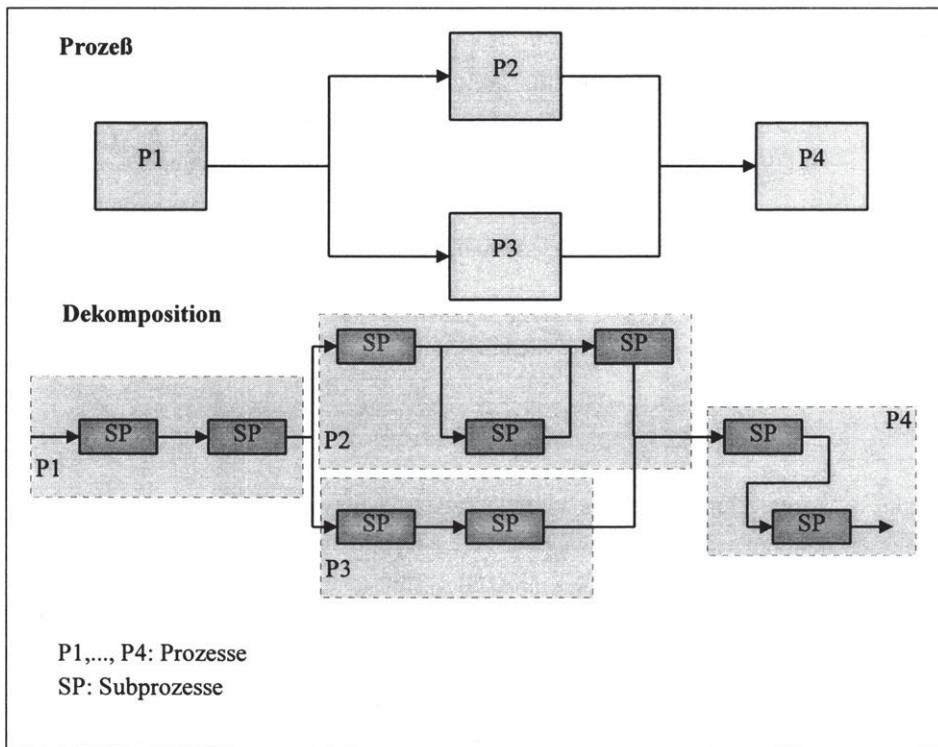 Prozeß
P2
P1
P4
P3
Dekomposition
SP
SP
SP
SP
P2
SP
SP
P4
P1
SP
SP
SP
P3
P1,..., P4: Prozesse
SP: Subprozesse